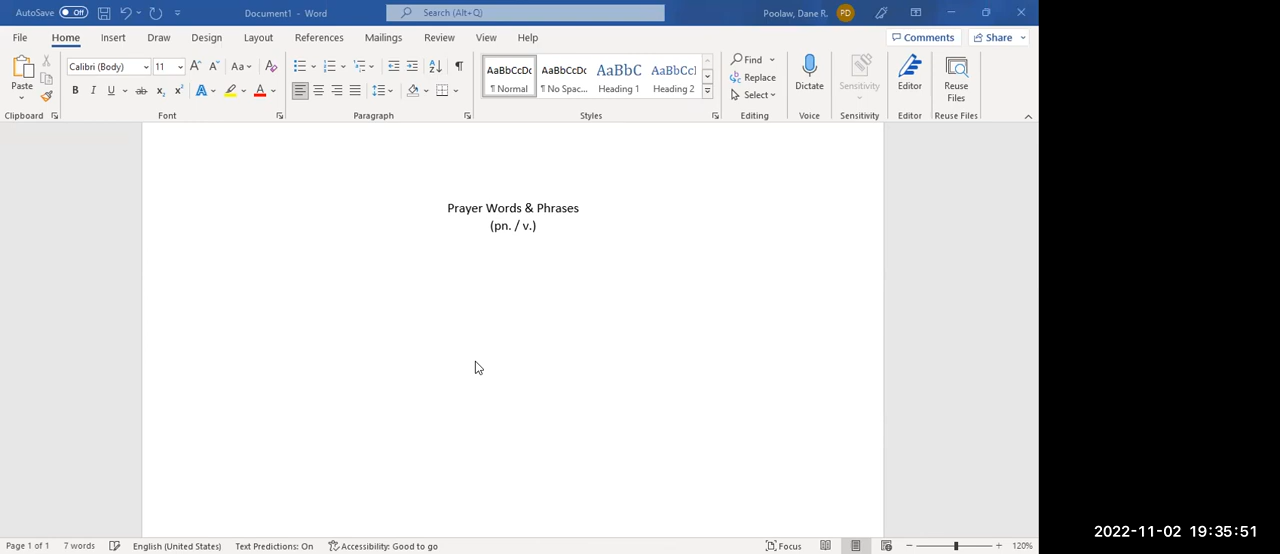 AutoSave Off Document1 - Word Search (Alt+Q) Poolaw, Dane R. PD
File Home Insert Draw Design Layout References Mailings Review View Help Comments Share
Paste Calibri (Body) 11 A A Aa A AaBbCcDc AaBbCcDc AaBbC AaBbCcI Find Dictate Sensitivity Editor Reuse Files
B I U ab x₂ x² A A ¶ Normal ¶ No Spac... Heading 1 Heading 2 Replace
Select
Clipboard Font Paragraph Styles Editing Voice Sensitivity Editor Reuse Files
Prayer Words & Phrases
(pn. / v.)
2022-11-02 19:35:51
Page 1 of 1 7 words English (United States) Text Predictions: On Accessibility: Good to go Focus 120%